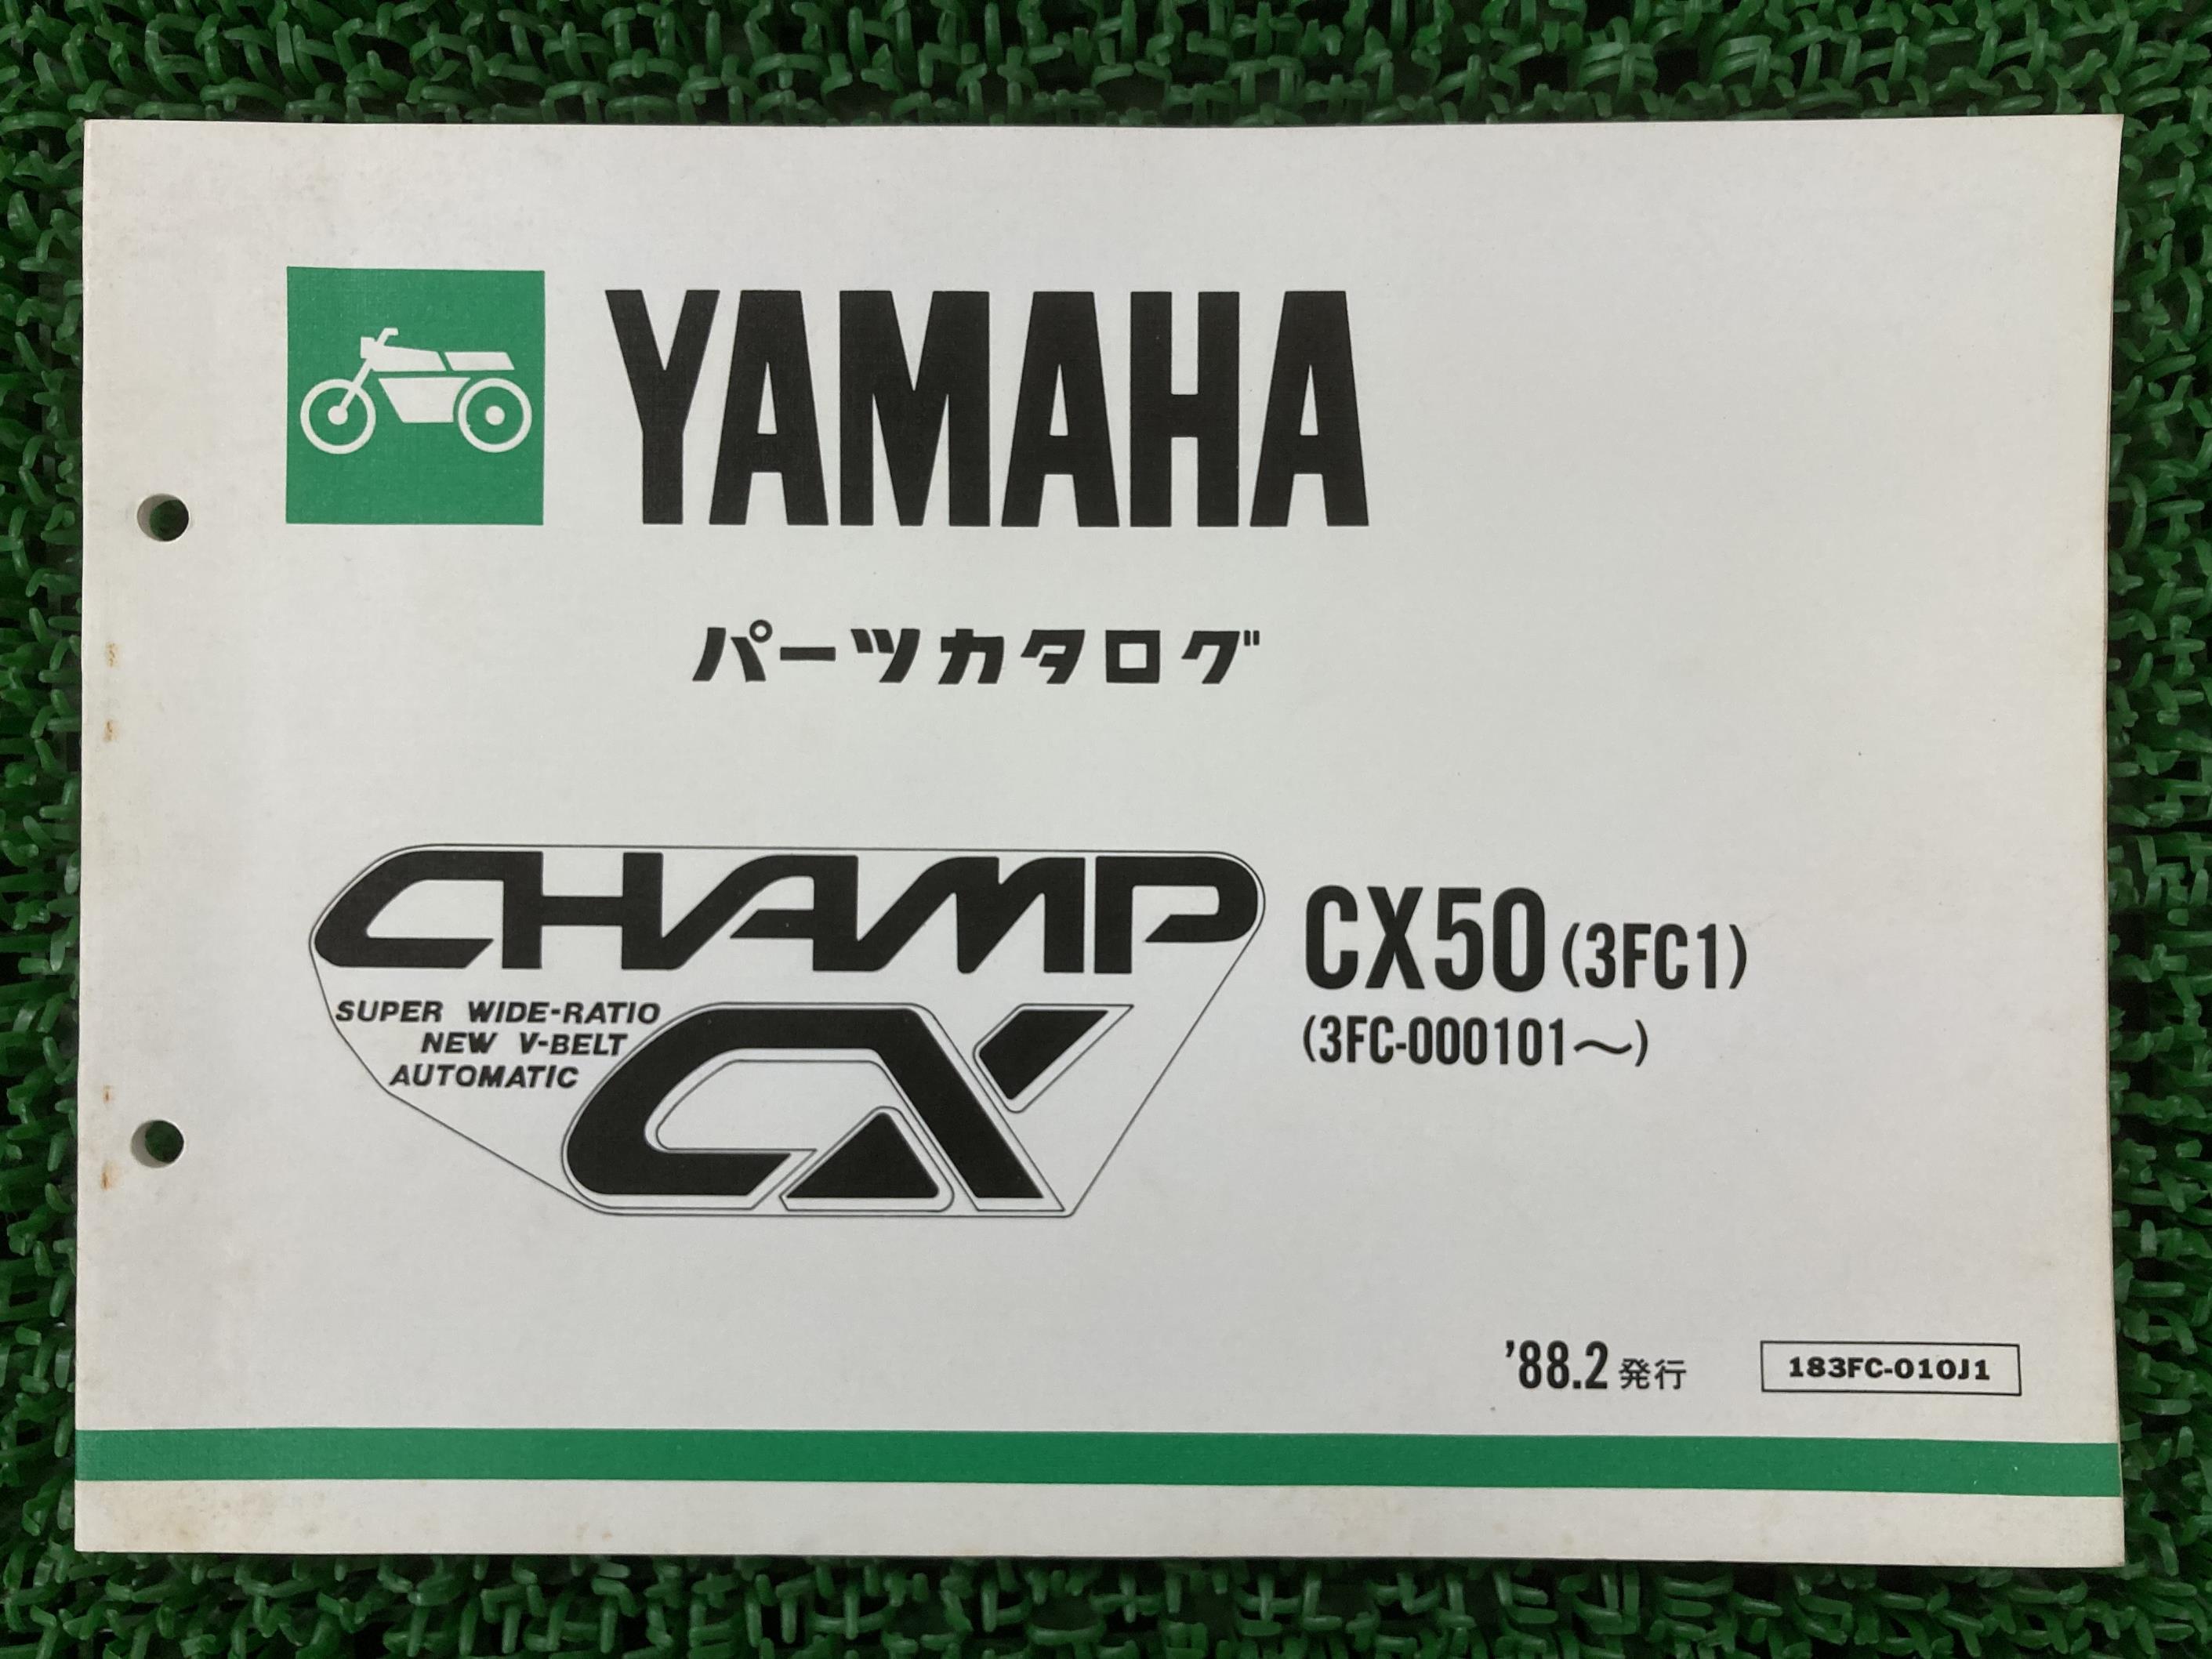 YAMAHA
パーツカタログ
CHAMP
CX
SUPER WIDE-RATIO
NEW V-BELT
AUTOMATIC
CX50 (3FC1)
(3FC-000101～)
'88.2 発行
183FC-010J1